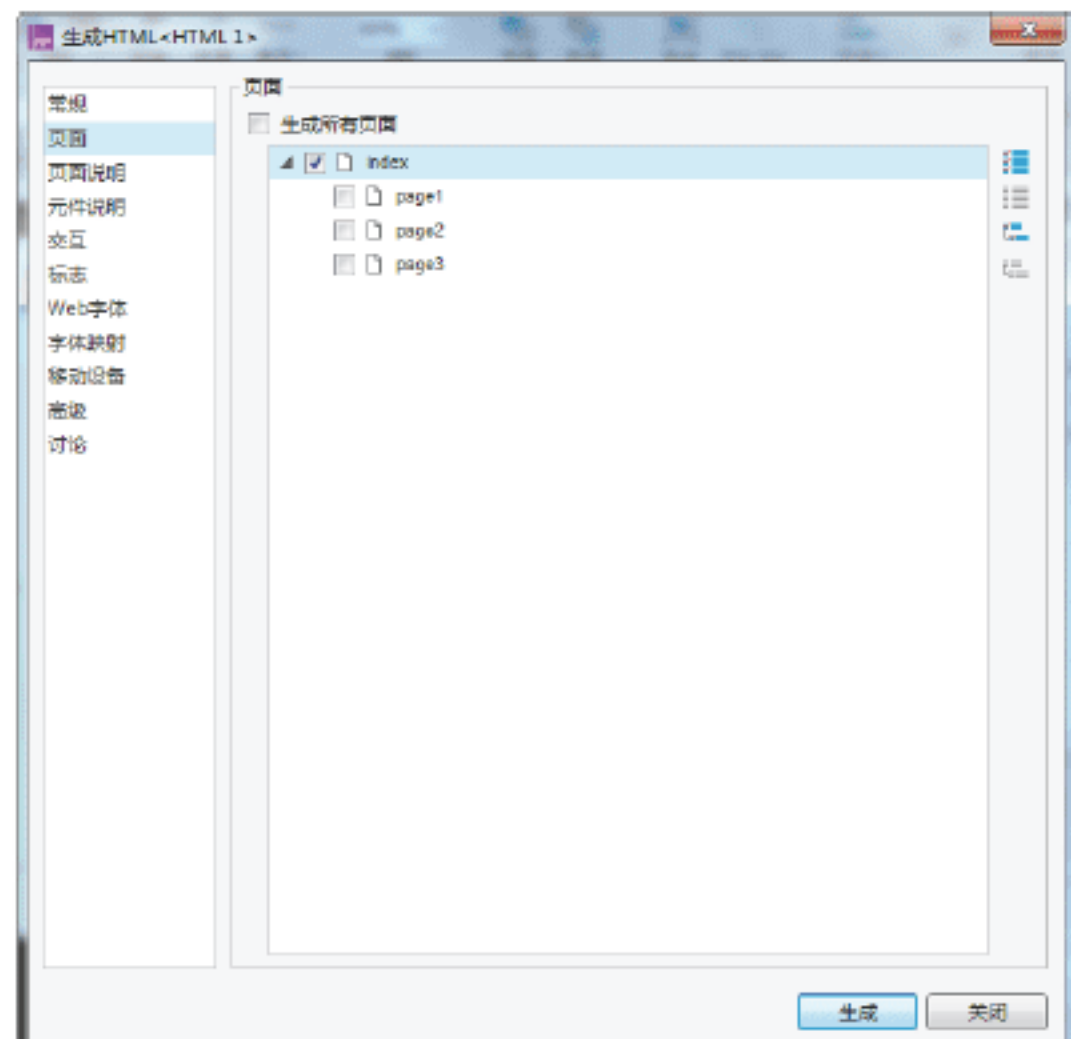 生成HTML<HTML 1>
常规
页面
页面说明
元件说明
交互
标志
Web字体
字体映射
移动设备
高级
讨论
页面
生成所有页面
index
page1
page2
page3
生成
关闭